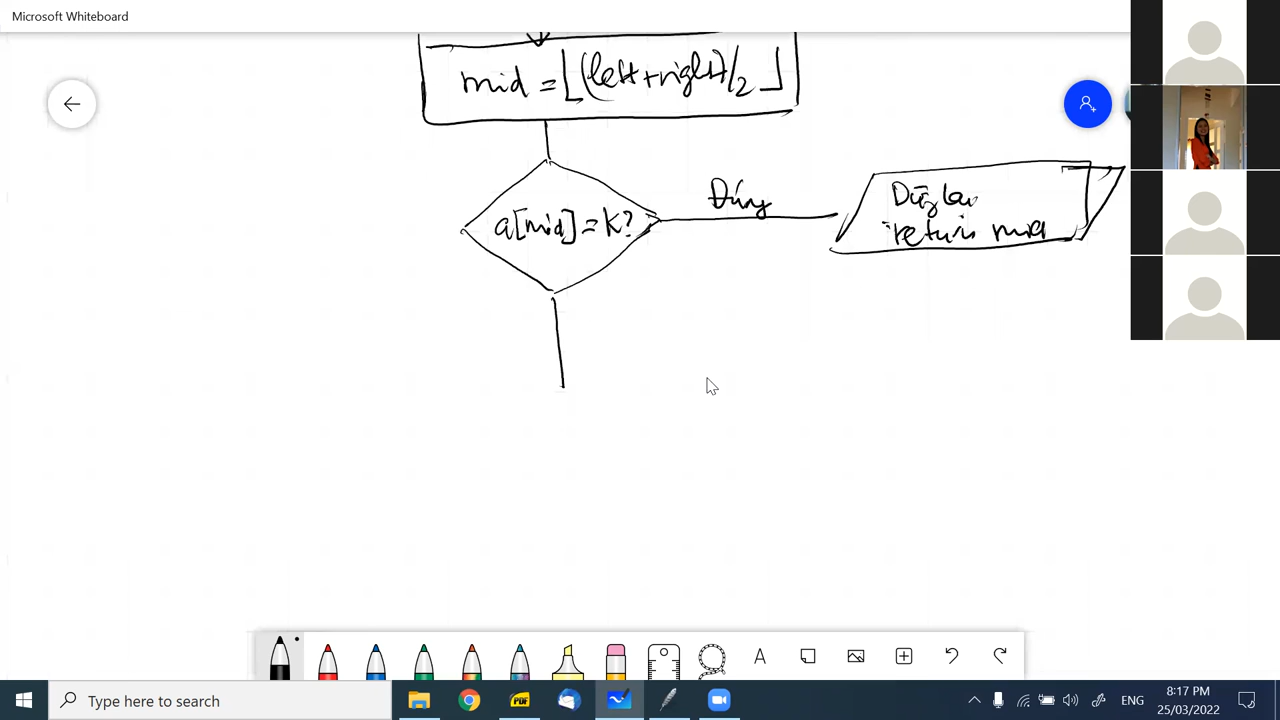 Microsoft Whiteboard
mid = ⌊(left+right)/2⌋
a[mid] = K?
Đúng
Dừng lại
return mid
A
Type here to search
PDF
ENG
8:17 PM
25/03/2022